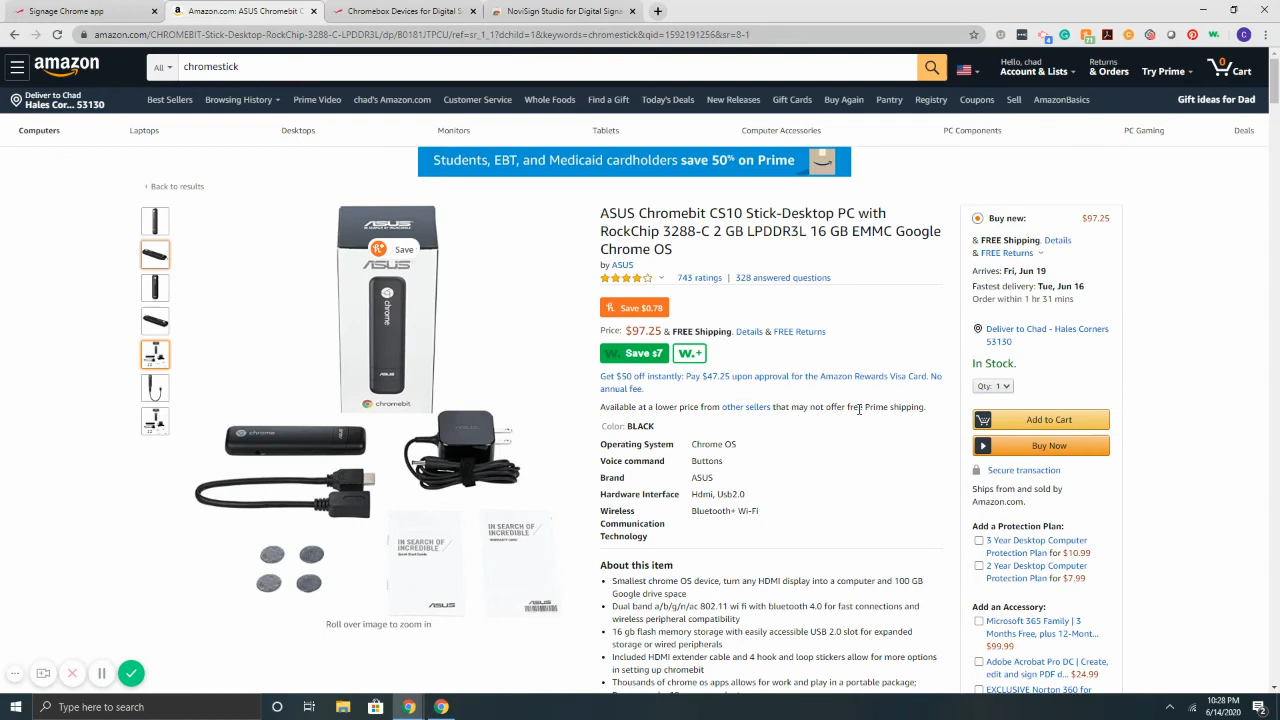 Signage Chrome app
Amazon.com: ASUS Chromebit C
Chromebox Devices for Digital S
NoviSign Studio for Digital Signa
amazon.com/CHROMEBIT-Stick-Desktop-RockChip-3288-C-LPDDR3L/dp/B0181/TPCU/ref=sr_1_1?dchild=1&keywords=chromestick&qid=1592191256&sr=8-1
amazon
All
chromestick
Hello, chad
Account & Lists
Returns
& Orders
Try Prime
0
Cart
Deliver to Chad
Hales Cor... 53130
Best Sellers
Browsing History
Prime Video
chad's Amazon.com
Customer Service
Whole Foods
Find a Gift
Today's Deals
New Releases
Gift Cards
Buy Again
Pantry
Registry
Coupons
Sell
AmazonBasics
Gift ideas for Dad
Computers
Laptops
Desktops
Monitors
Tablets
Computer Accessories
PC Components
PC Gaming
Deals
Students, EBT, and Medicaid cardholders save 50% on Prime
‹ Back to results
ASUS
Save
ASUS
chrome
ASUS
chromebit
chrome
IN SEARCH OF
INCREDIBLE
Quick Start Guide
ASUS
IN SEARCH OF
INCREDIBLE
WARRANTY CARD
ASUS
Roll over image to zoom in
ASUS Chromebit CS10 Stick-Desktop PC with
RockChip 3288-C 2 GB LPDDR3L 16 GB EMMC Google
Chrome OS
by ASUS
743 ratings | 328 answered questions
Save $0.78
Price: $97.25 & FREE Shipping. Details & FREE Returns
w. Save $7
w.+
Get $50 off instantly: Pay $47.25 upon approval for the Amazon Rewards Visa Card. No
annual fee.
Available at a lower price from other sellers that may not offer free Prime shipping.
Color: BLACK
Operating System Chrome OS
Voice command Buttons
Brand ASUS
Hardware Interface Hdmi, Usb2.0
Wireless Bluetooth+ Wi-Fi
Communication
Technology
About this item
• Smallest chrome OS device, turn any HDMI display into a computer and 100 GB
Google drive space
• Dual band a/b/g/n/ac 802.11 wi fi with bluetooth 4.0 for fast connections and
wireless peripheral compatibility
• 16 gb flash memory storage with easily accessible USB 2.0 slot for expanded
storage or wired peripherals
• Included HDMI extender cable and 4 hook and loop stickers allow for more options
in setting up chromebit
• Thousands of chrome os apps allows for work and play in a portable package;
Buy new: $97.25
& FREE Shipping. Details
& FREE Returns
Arrives: Fri, Jun 19
Fastest delivery: Tue, Jun 16
Order within 1 hr 31 mins
Deliver to Chad - Hales Corners
53130
In Stock.
Qty: 1
Add to Cart
Buy Now
Secure transaction
Ships from and sold by
Amazon.com.
Add a Protection Plan:
3 Year Desktop Computer
Protection Plan for $10.99
2 Year Desktop Computer
Protection Plan for $7.99
Add an Accessory:
Microsoft 365 Family | 3
Months Free, plus 12-Mont...
$99.99
Adobe Acrobat Pro DC | Create,
edit and sign PDF d... $24.99
EXCLUSIVE Norton 360 for
Type here to search
10:28 PM
6/14/2020
2